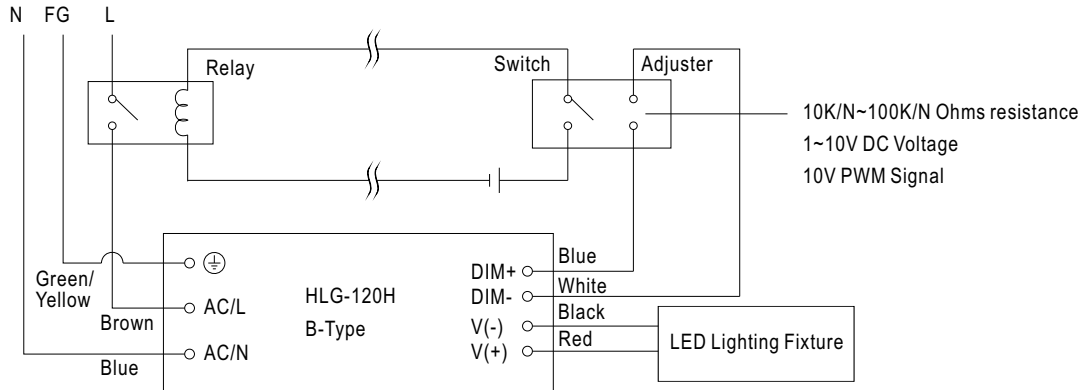 N FG L
Relay
Switch
Adjuster
10K/N~100K/N Ohms resistance
1~10V DC Voltage
10V PWM Signal
Green/
Yellow
Brown
Blue
AC/L
AC/N
HLG-120H
B-Type
DIM+
DIM-
V(-)
V(+)
Blue
White
Black
Red
LED Lighting Fixture